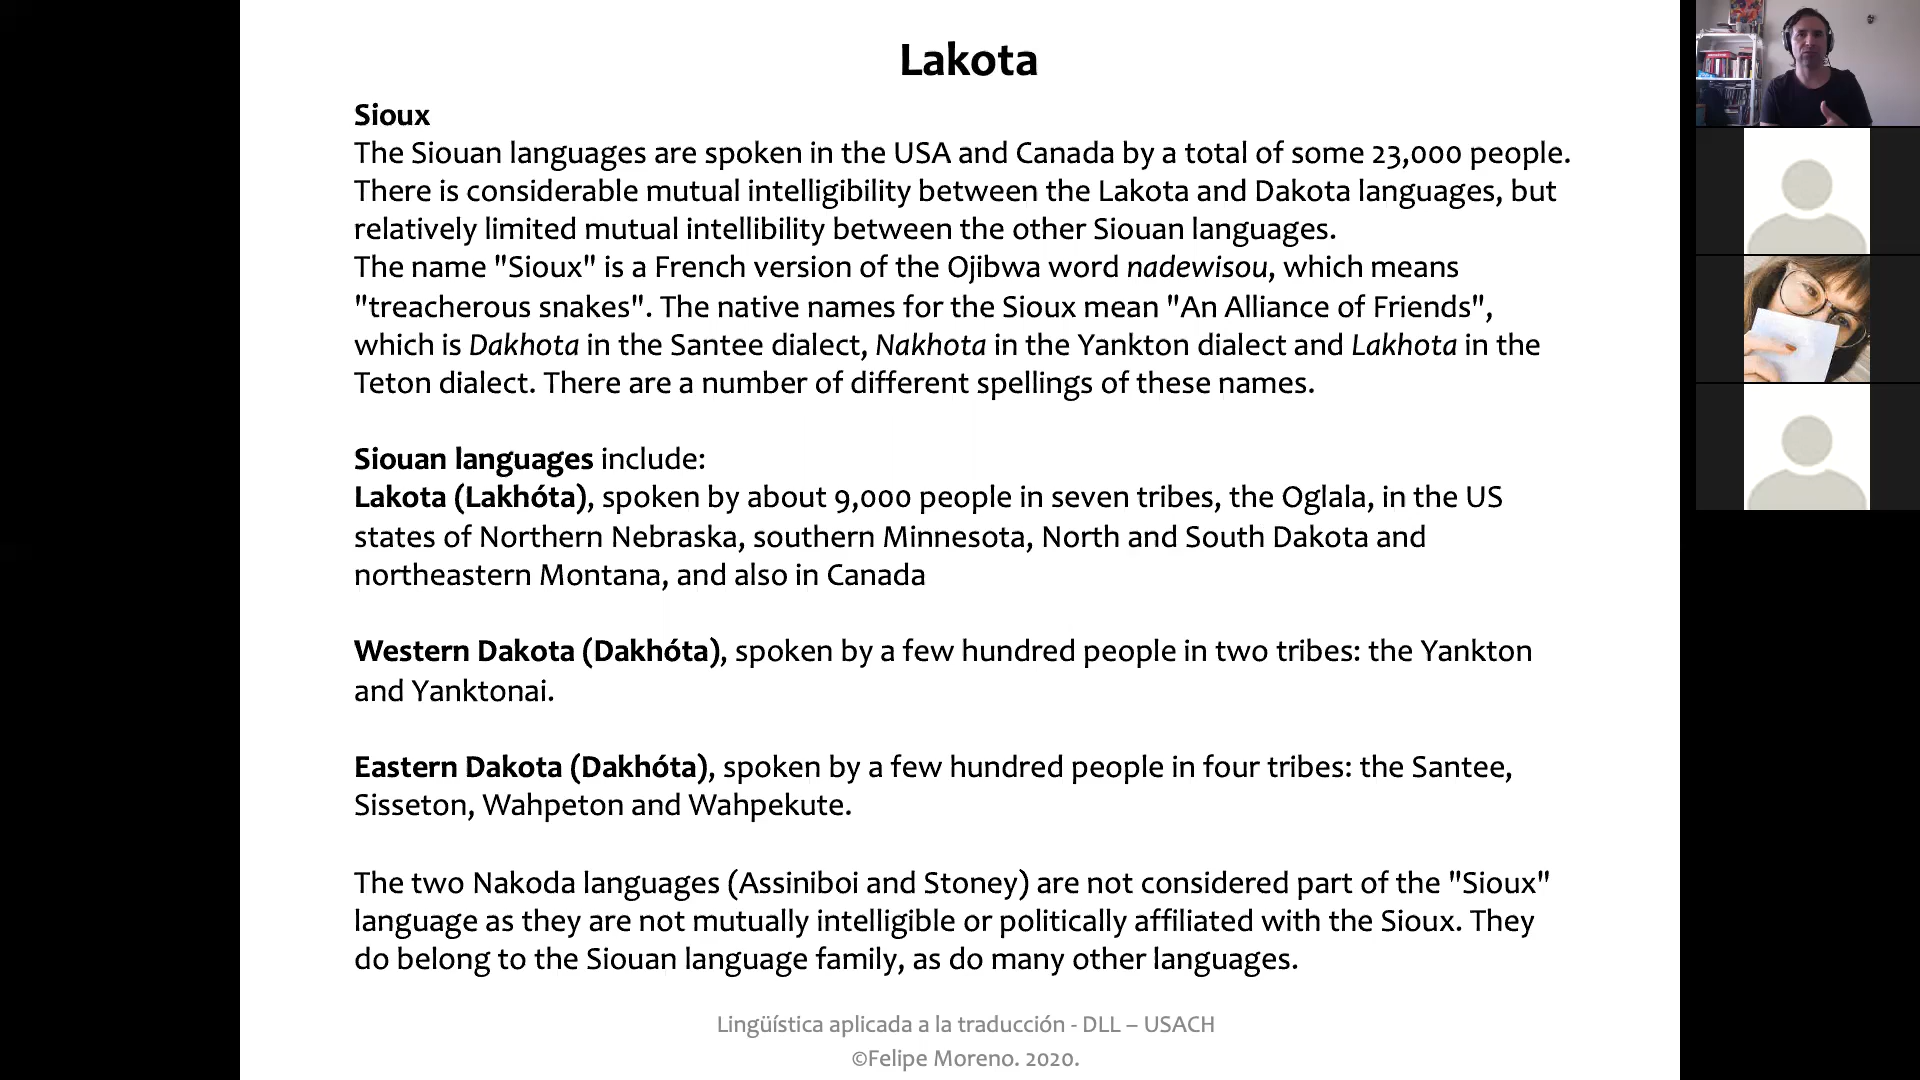 Lakota
Sioux
The Siouan languages are spoken in the USA and Canada by a total of some 23,000 people.
There is considerable mutual intelligibility between the Lakota and Dakota languages, but
relatively limited mutual intellibility between the other Siouan languages.
The name "Sioux" is a French version of the Ojibwa word nadewisou, which means
"treacherous snakes". The native names for the Sioux mean "An Alliance of Friends",
which is Dakhota in the Santee dialect, Nakhota in the Yankton dialect and Lakhota in the
Teton dialect. There are a number of different spellings of these names.
Siouan languages include:
Lakota (Lakhóta), spoken by about 9,000 people in seven tribes, the Oglala, in the US
states of Northern Nebraska, southern Minnesota, North and South Dakota and
northeastern Montana, and also in Canada
Western Dakota (Dakhóta), spoken by a few hundred people in two tribes: the Yankton
and Yanktonai.
Eastern Dakota (Dakhóta), spoken by a few hundred people in four tribes: the Santee,
Sisseton, Wahpeton and Wahpekute.
The two Nakoda languages (Assiniboi and Stoney) are not considered part of the "Sioux"
language as they are not mutually intelligible or politically affiliated with the Sioux. They
do belong to the Siouan language family, as do many other languages.
Lingüística aplicada a la traducción - DLL – USACH
©Felipe Moreno. 2020.